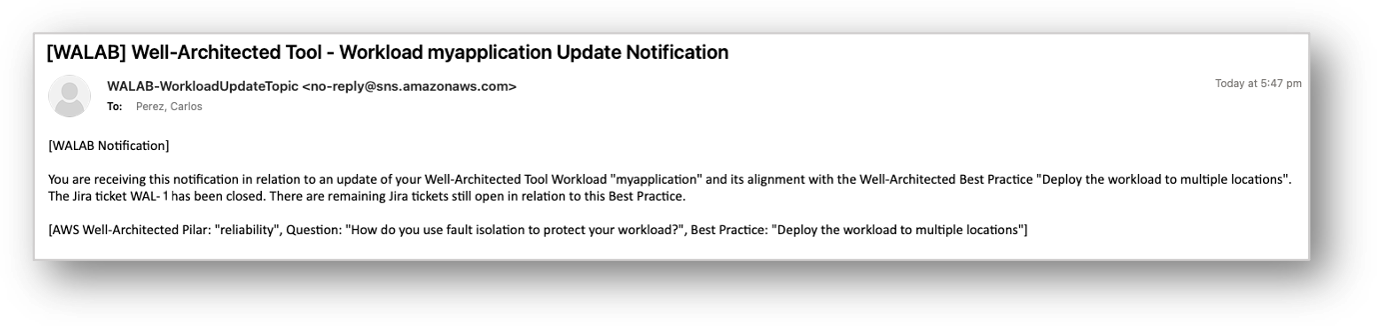 [WALAB] Well-Architected Tool - Workload myapplication Update Notification
WALAB-WorkloadUpdateTopic <no-reply@sns.amazonaws.com>
Today at 5:47 pm
To: Perez, Carlos
[WALAB Notification]
You are receiving this notification in relation to an update of your Well-Architected Tool Workload "myapplication" and its alignment with the Well-Architected Best Practice "Deploy the workload to multiple locations".
The Jira ticket WAL-1 has been closed. There are remaining Jira tickets still open in relation to this Best Practice.
[AWS Well-Architected Pilar: "reliability", Question: "How do you use fault isolation to protect your workload?", Best Practice: "Deploy the workload to multiple locations"]